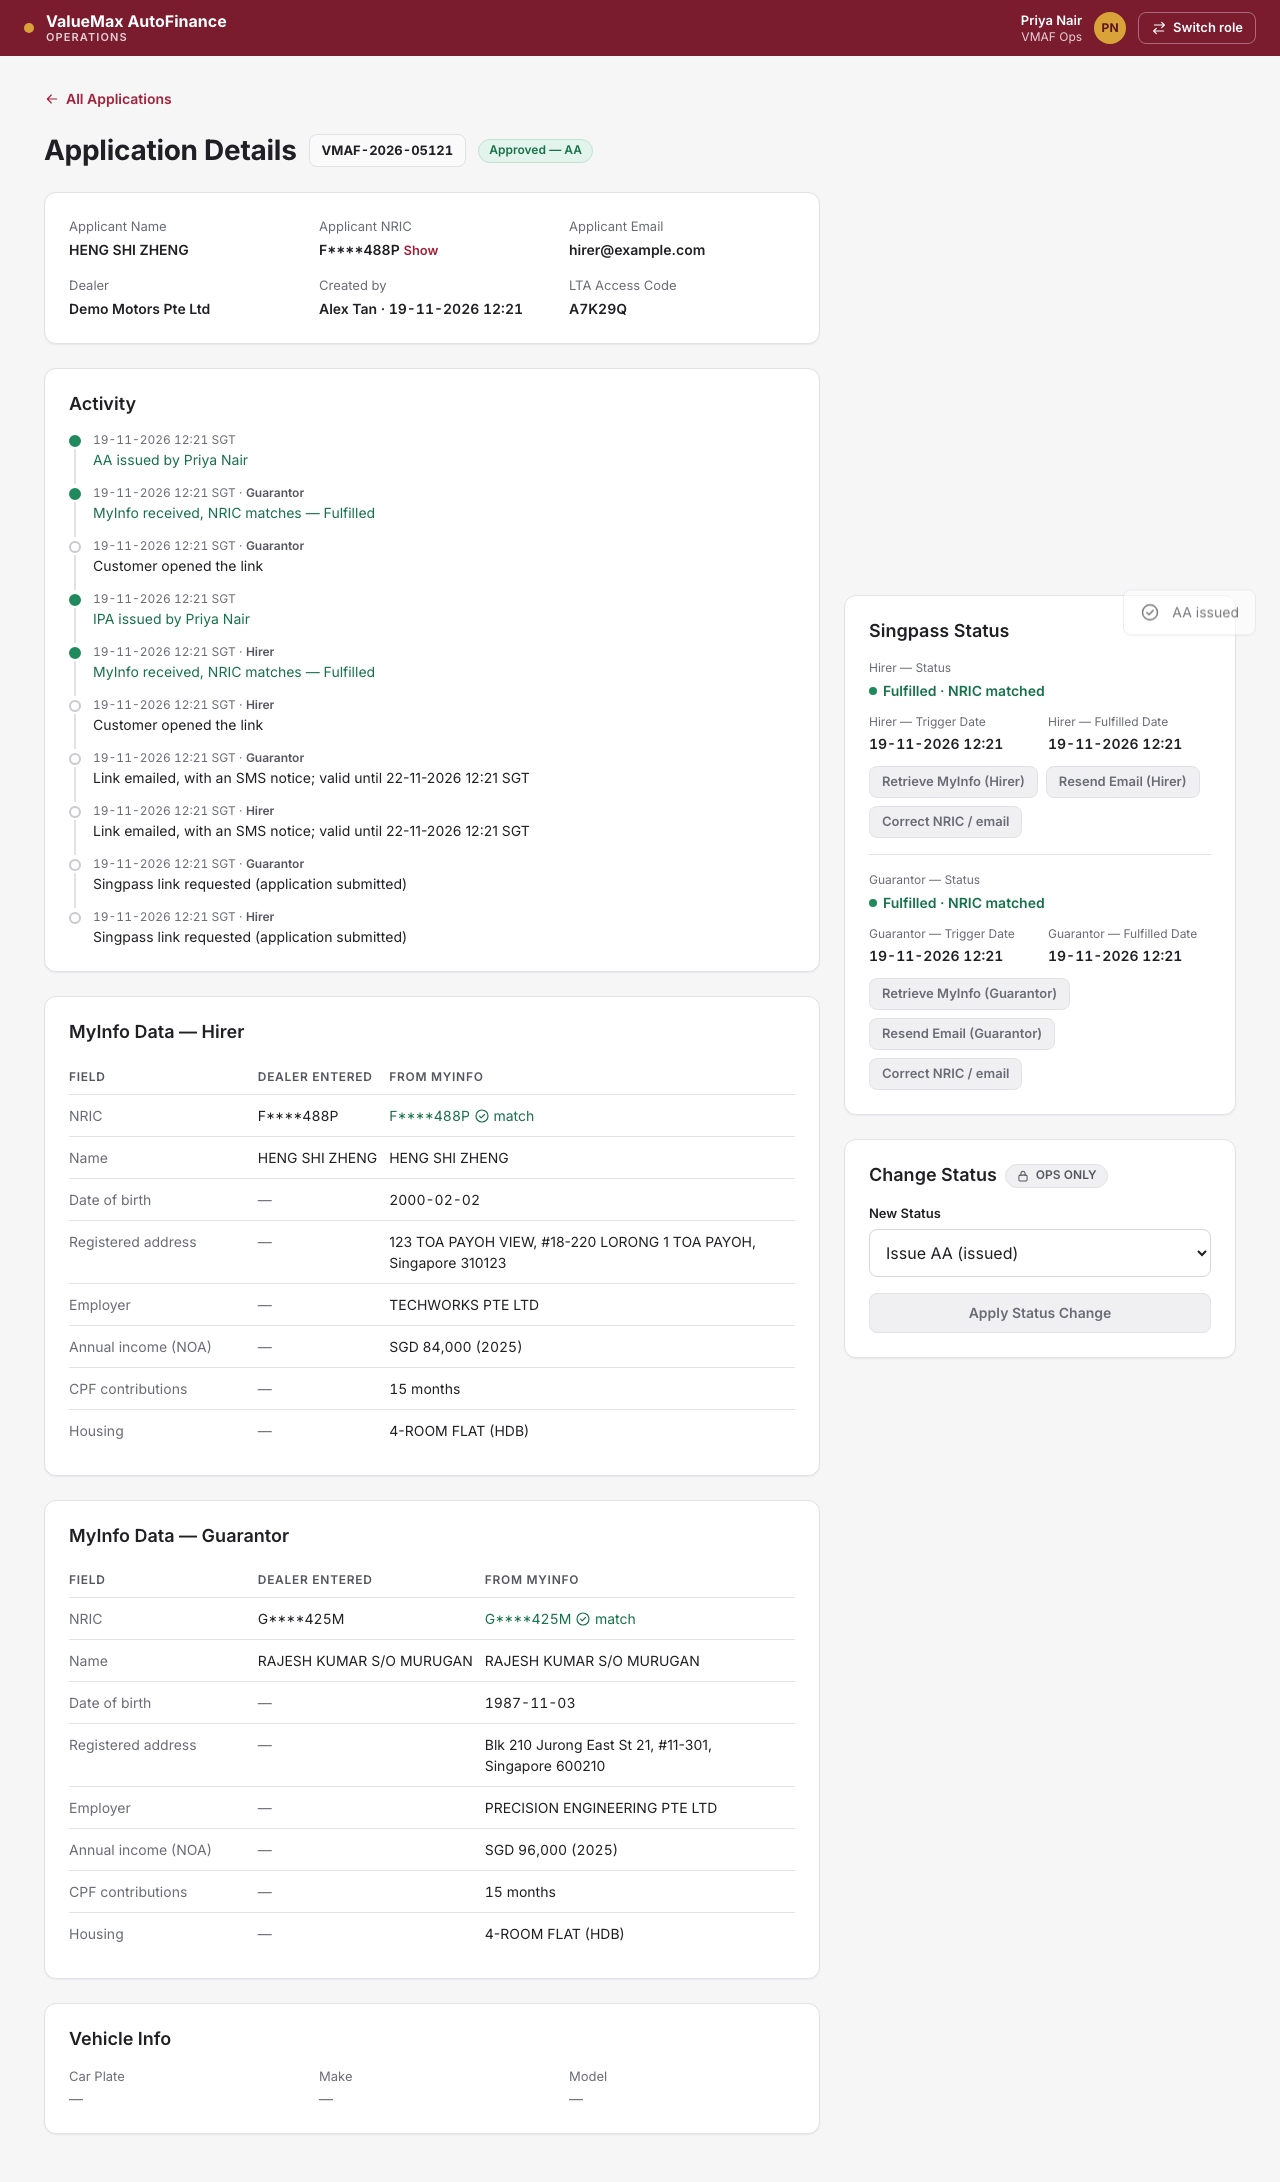 ValueMax AutoFinance
OPERATIONS
Priya Nair
VMAF Ops
PN
Switch role
All Applications
Application Details
VMAF-2026-05121
Approved — AA
Applicant Name
Applicant NRIC
Applicant Email
HENG SHI ZHENG
F****488P Show
hirer@example.com
Dealer
Created by
LTA Access Code
Demo Motors Pte Ltd
Alex Tan · 19-11-2026 12:21
A7K29Q
Activity
19-11-2026 12:21 SGT
AA issued by Priya Nair
19-11-2026 12:21 SGT · Guarantor
MyInfo received, NRIC matches — Fulfilled
19-11-2026 12:21 SGT · Guarantor
Customer opened the link
19-11-2026 12:21 SGT
IPA issued by Priya Nair
19-11-2026 12:21 SGT · Hirer
MyInfo received, NRIC matches — Fulfilled
19-11-2026 12:21 SGT · Hirer
Customer opened the link
19-11-2026 12:21 SGT · Guarantor
Link emailed, with an SMS notice; valid until 22-11-2026 12:21 SGT
19-11-2026 12:21 SGT · Hirer
Link emailed, with an SMS notice; valid until 22-11-2026 12:21 SGT
19-11-2026 12:21 SGT · Guarantor
Singpass link requested (application submitted)
19-11-2026 12:21 SGT · Hirer
Singpass link requested (application submitted)
MyInfo Data — Hirer
FIELD DEALER ENTERED FROM MYINFO
NRIC F****488P F****488P match
Name HENG SHI ZHENG HENG SHI ZHENG
Date of birth — 2000-02-02
Registered address — 123 TOA PAYOH VIEW, #18-220 LORONG 1 TOA PAYOH,
Singapore 310123
Employer — TECHWORKS PTE LTD
Annual income (NOA) — SGD 84,000 (2025)
CPF contributions — 15 months
Housing — 4-ROOM FLAT (HDB)
MyInfo Data — Guarantor
FIELD DEALER ENTERED FROM MYINFO
NRIC G****425M G****425M match
Name RAJESH KUMAR S/O MURUGAN RAJESH KUMAR S/O MURUGAN
Date of birth — 1987-11-03
Registered address — Blk 210 Jurong East St 21, #11-301,
Singapore 600210
Employer — PRECISION ENGINEERING PTE LTD
Annual income (NOA) — SGD 96,000 (2025)
CPF contributions — 15 months
Housing — 4-ROOM FLAT (HDB)
Vehicle Info
Car Plate
Make
Model
—
—
—
AA issued
Singpass Status
Hirer — Status
Fulfilled · NRIC matched
Hirer — Trigger Date
Hirer — Fulfilled Date
19-11-2026 12:21
19-11-2026 12:21
Retrieve MyInfo (Hirer)
Resend Email (Hirer)
Correct NRIC / email
Guarantor — Status
Fulfilled · NRIC matched
Guarantor — Trigger Date
Guarantor — Fulfilled Date
19-11-2026 12:21
19-11-2026 12:21
Retrieve MyInfo (Guarantor)
Resend Email (Guarantor)
Correct NRIC / email
Change Status
OPS ONLY
New Status
Issue AA (issued)
Apply Status Change